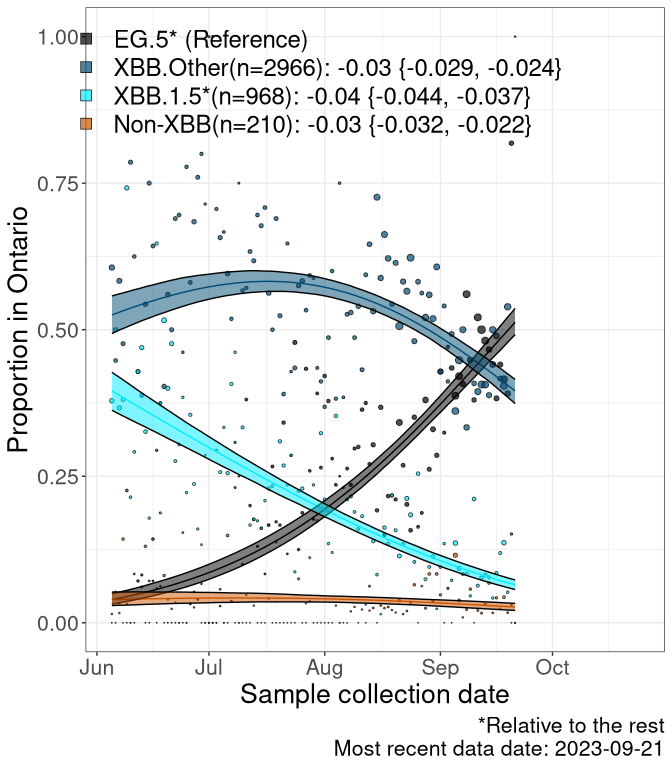 EG.5* (Reference)
XBB.Other(n=2966): -0.03 {-0.029, -0.024}
XBB.1.5*(n=968): -0.04 {-0.044, -0.037}
Non-XBB(n=210): -0.03 {-0.032, -0.022}
Proportion in Ontario
1.00
0.75
0.50
0.25
0.00
Jun Jul Aug Sep Oct
Sample collection date
*Relative to the rest
Most recent data date: 2023-09-21